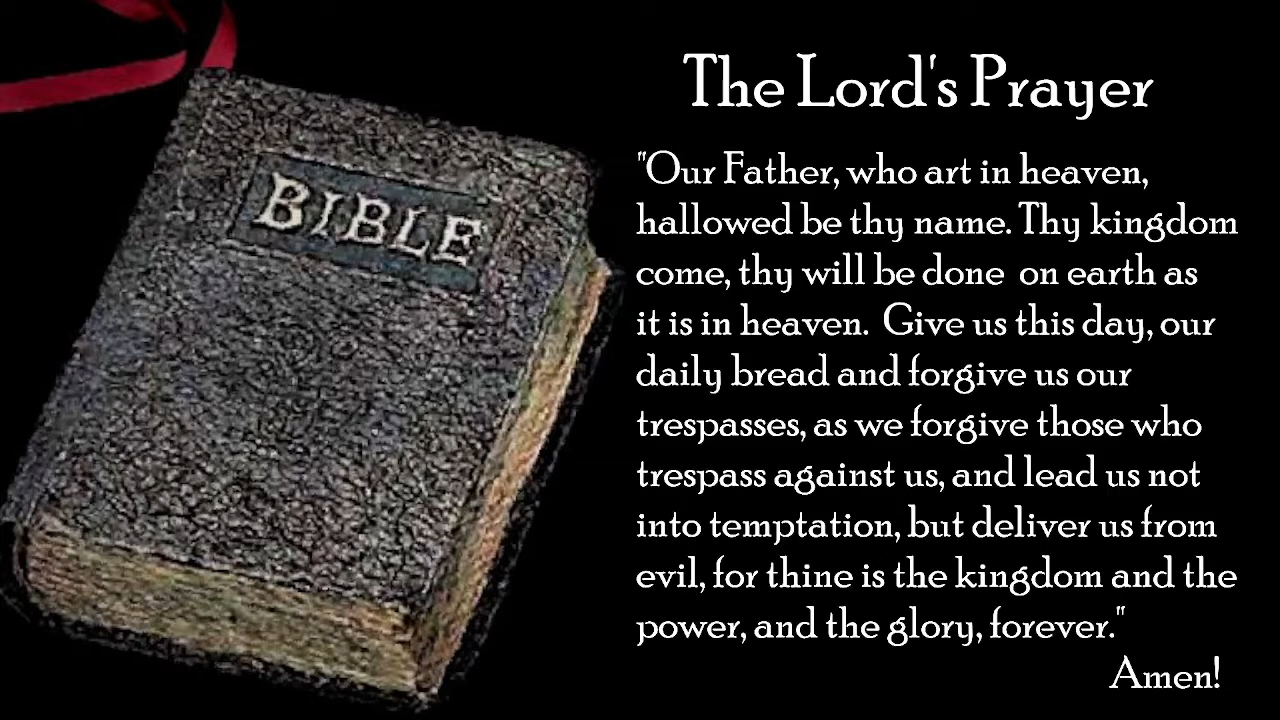 BIBLE
The Lord's Prayer
"Our Father, who art in heaven,
hallowed be thy name. Thy kingdom
come, thy will be done  on earth as
it is in heaven.  Give us this day, our
daily bread and forgive us our
trespasses, as we forgive those who
trespass against us, and lead us not
into temptation, but deliver us from
evil, for thine is the kingdom and the
power, and the glory, forever."
Amen!